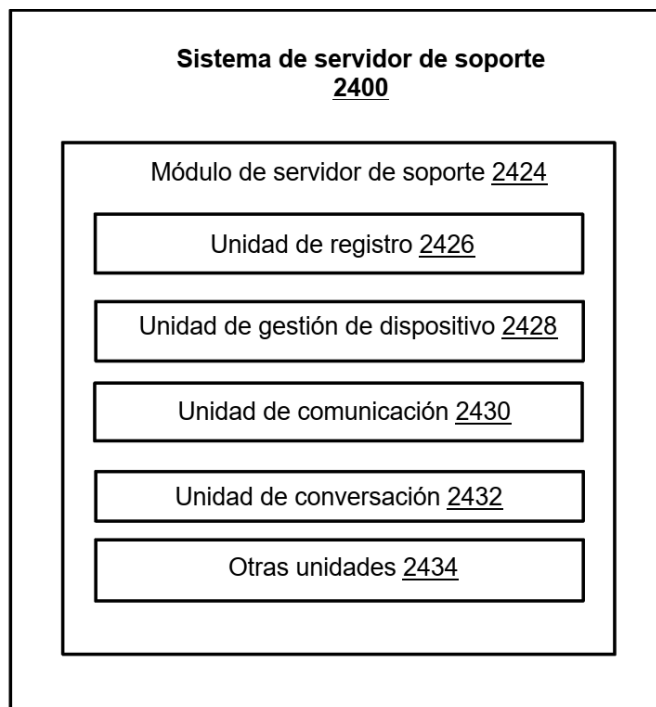 Sistema de servidor de soporte
2400
Módulo de servidor de soporte 2424
Unidad de registro 2426
Unidad de gestión de dispositivo 2428
Unidad de comunicación 2430
Unidad de conversación 2432
Otras unidades 2434